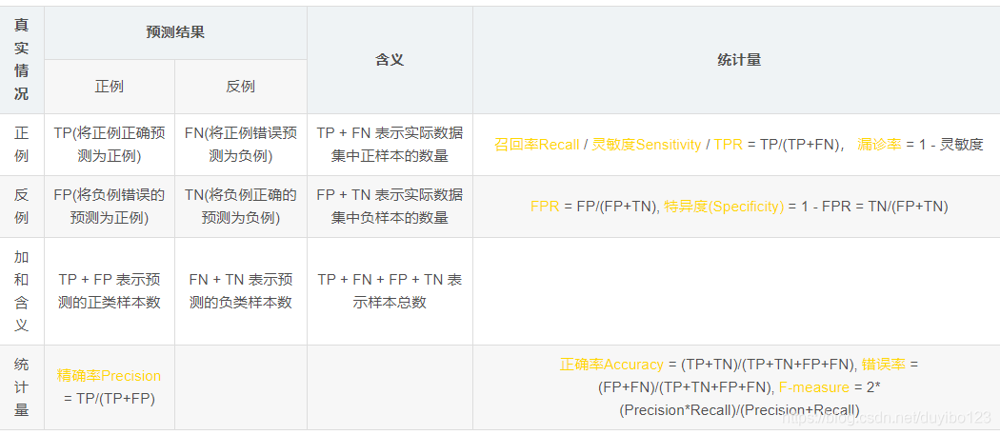 真
实
情
况
预测结果
含义
统计量
正例
反例
正
例
TP(将正例正确预
测为正例)
FN(将正例错误预
测为负例)
TP + FN 表示实际数据
集中正样本的数量
召回率Recall / 灵敏度Sensitivity / TPR = TP/(TP+FN)， 漏诊率 = 1 - 灵敏度
反
例
FP(将负例错误的
预测为正例)
TN(将负例正确的
预测为负例)
FP + TN 表示实际数据
集中负样本的数量
FPR = FP/(FP+TN), 特异度(Specificity) = 1 - FPR = TN/(FP+TN)
加
和
含
义
TP + FP 表示预
测的正类样本数
FN + TN 表示预
测的负类样本数
TP + FN + FP + TN 表
示样本总数
统
计
量
精确率Precision
= TP/(TP+FP)
正确率Accuracy = (TP+TN)/(TP+TN+FP+FN), 错误率 =
(FP+FN)/(TP+TN+FP+FN), F-measure = 2*
(Precision*Recall)/(Precision+Recall)
https://blog.csdn.net/duyibo123